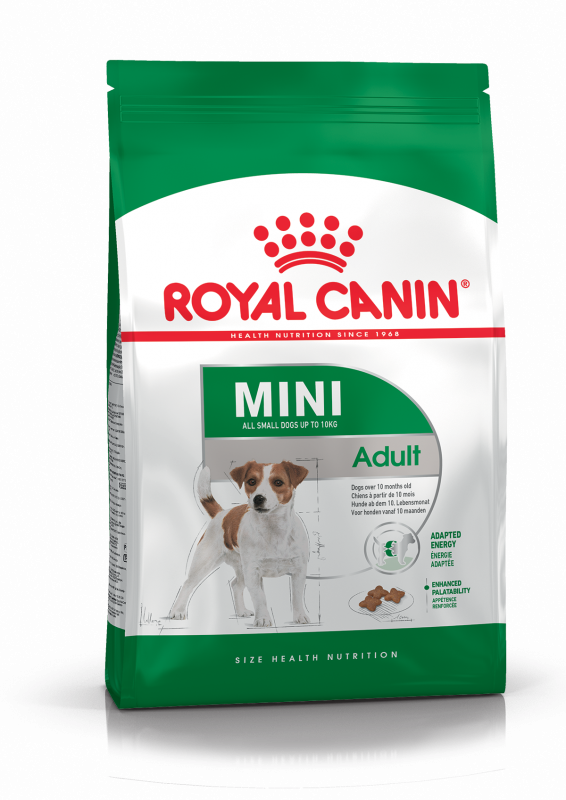 ROYAL CANIN®
HEALTH NUTRITION SINCE 1968
MINI
ALL SMALL DOGS UP TO 10KG
Adult
Dogs over 10 months old
Chiens à partir de 10 mois
Hunde ab dem 10. Lebensmonat
Voor honden vanaf 10 maanden
ADAPTED
ENERGY
ÉNERGIE
ADAPTÉE
ENHANCED
PALATABILITY
APPÉTENCE
RENFORCÉE
SIZE HEALTH NUTRITION